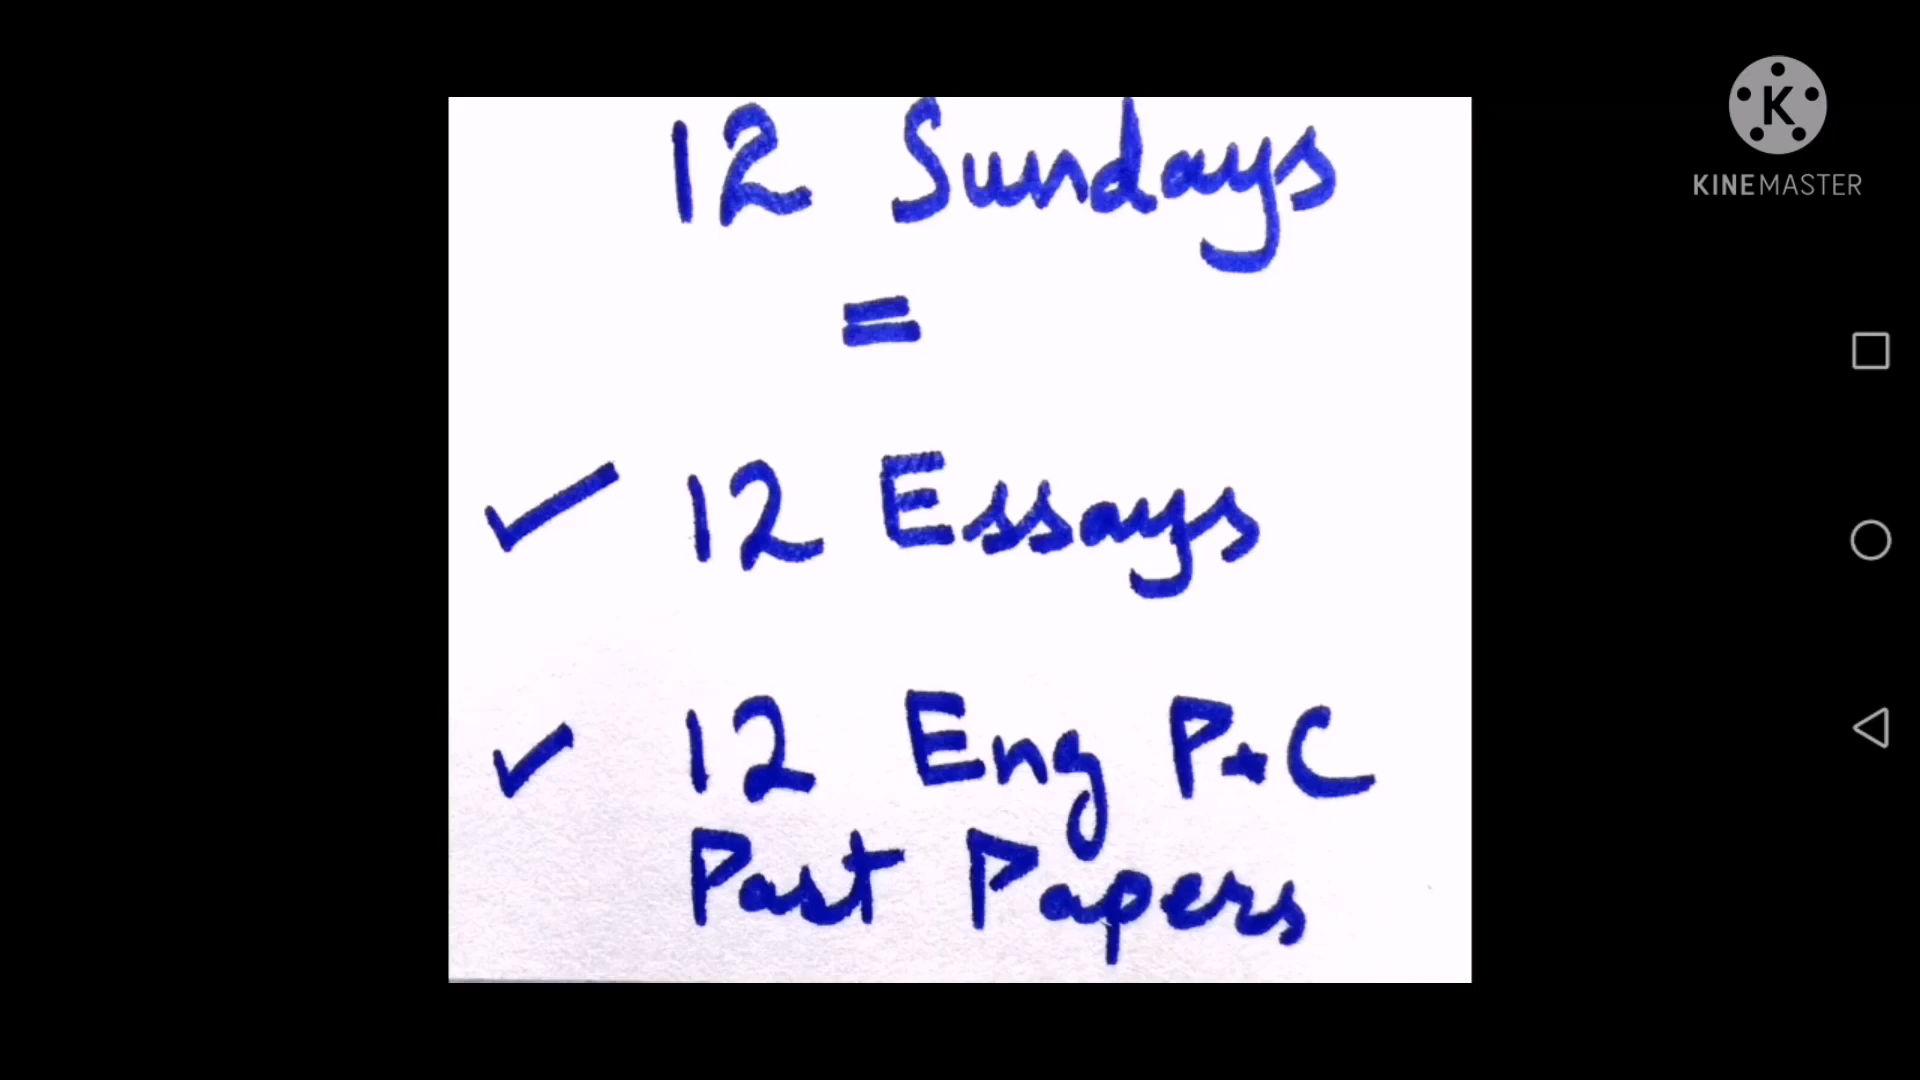 12 Sundays
=
✓ 12 Essays
✓ 12 Eng P+C
Past Papers
KINEMASTER